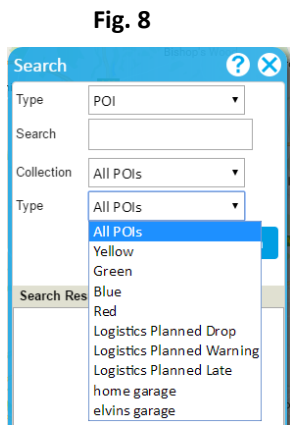 Fig. 8
Search ?
Type POI
Search
Collection All POIs
Type All POIs
All POIs
Yellow
Green
Search Res Blue
Red
Logistics Planned Drop
Logistics Planned Warning
Logistics Planned Late
home garage
elvins garage